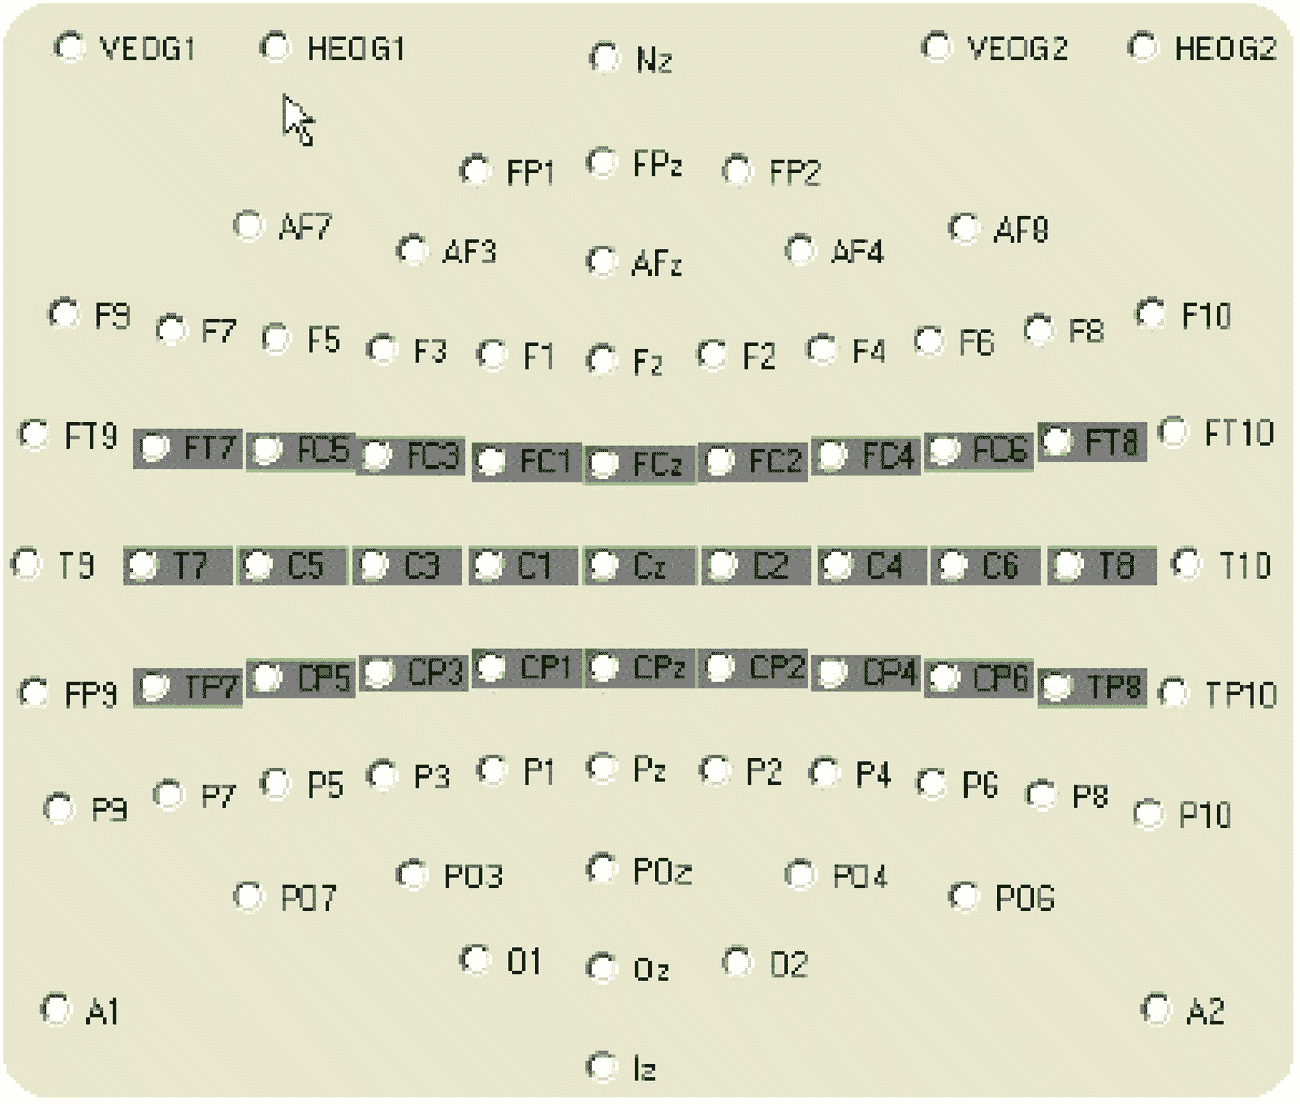 VEOG1 HEOG1 Nz VEOG2 HEOG2
FP1 FPz FP2
AF7 AF3 AFz AF4 AF8
F9 F7 F5 F3 F1 Fz F2 F4 F6 F8 F10
FT9 FT7 FC5 FC3 FC1 FCz FC2 FC4 FC6 FT8 FT10
T9 T7 C5 C3 C1 Cz C2 C4 C6 T8 T10
FP9 TP7 CP5 CP3 CP1 CPz CP2 CP4 CP6 TP8 TP10
P9 P7 P5 P3 P1 Pz P2 P4 P6 P8 P10
PO7 PO3 POz PO4 PO6
O1 Oz O2
A1 A2
Iz